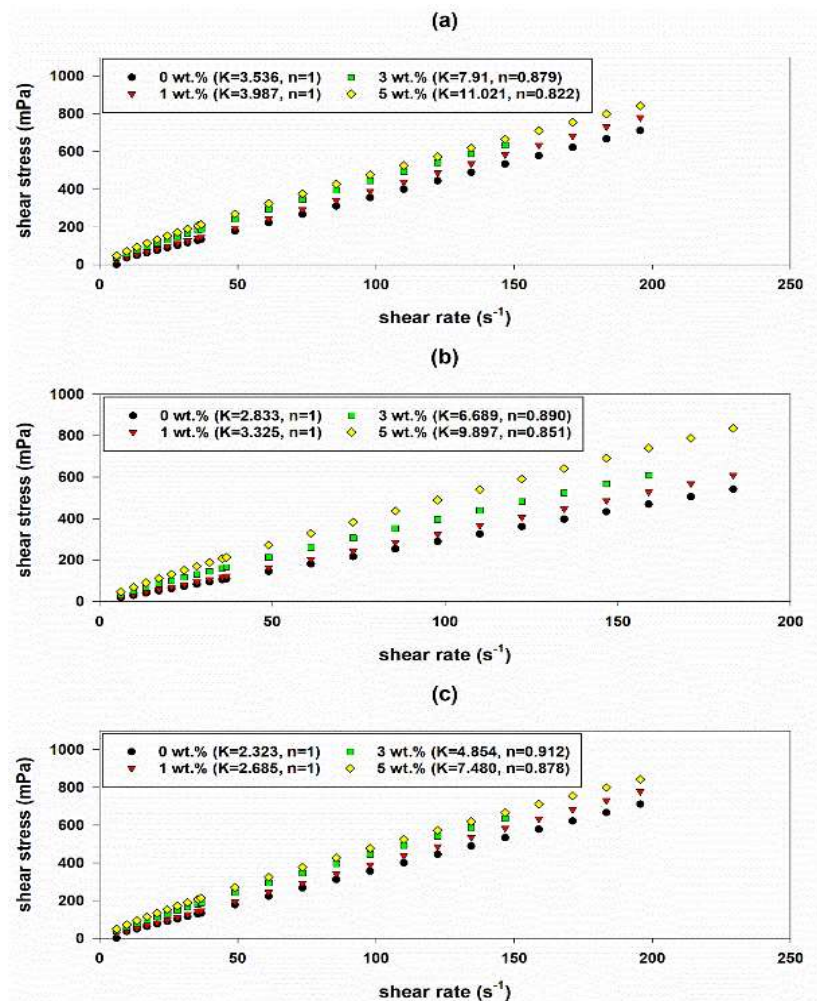 (a)
0 wt.% (K=3.536, n=1) 3 wt.% (K=7.91, n=0.879)
1 wt.% (K=3.987, n=1) 5 wt.% (K=11.021, n=0.822)
1000
800
600
400
200
0
shear stress (mPa)
0 50 100 150 200 250
shear rate (s⁻¹)
(b)
0 wt.% (K=2.833, n=1) 3 wt.% (K=6.689, n=0.890)
1 wt.% (K=3.325, n=1) 5 wt.% (K=9.897, n=0.851)
1000
800
600
400
200
0
shear stress (mPa)
0 50 100 150 200
shear rate (s⁻¹)
(c)
0 wt.% (K=2.323, n=1) 3 wt.% (K=4.854, n=0.912)
1 wt.% (K=2.685, n=1) 5 wt.% (K=7.480, n=0.878)
1000
800
600
400
200
0
shear stress (mPa)
0 50 100 150 200 250
shear rate (s⁻¹)